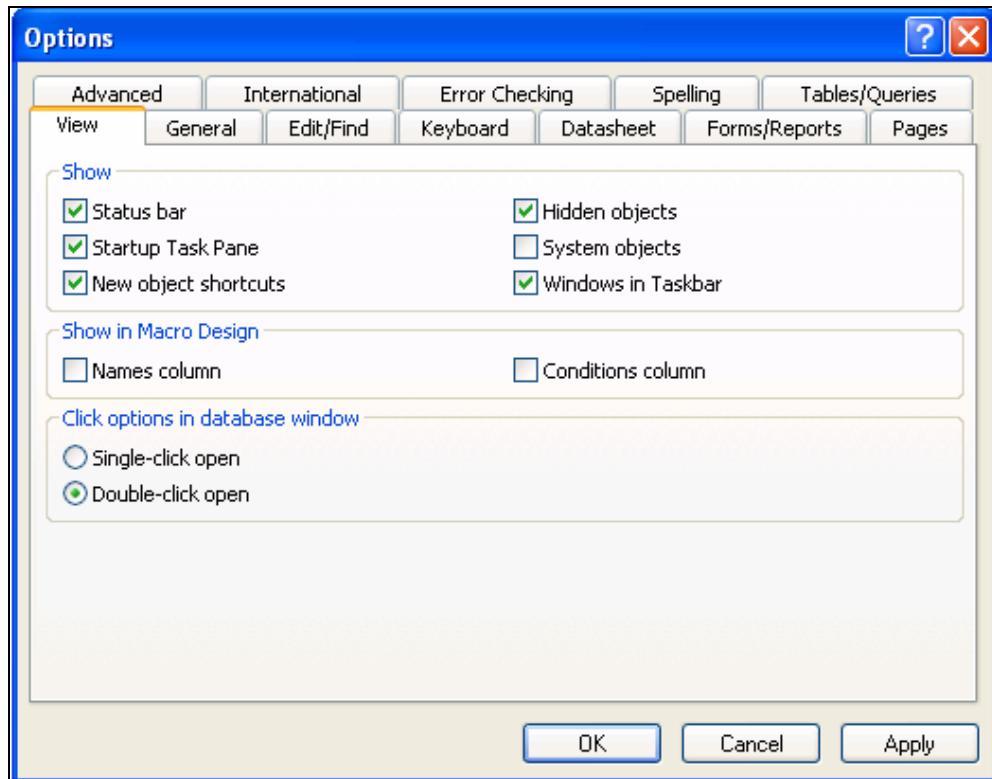 Options
Advanced International Error Checking Spelling Tables/Queries
View General Edit/Find Keyboard Datasheet Forms/Reports Pages
Show
Status bar Hidden objects
Startup Task Pane System objects
New object shortcuts Windows in Taskbar
Show in Macro Design
Names column Conditions column
Click options in database window
Single-click open
Double-click open
OK Cancel Apply